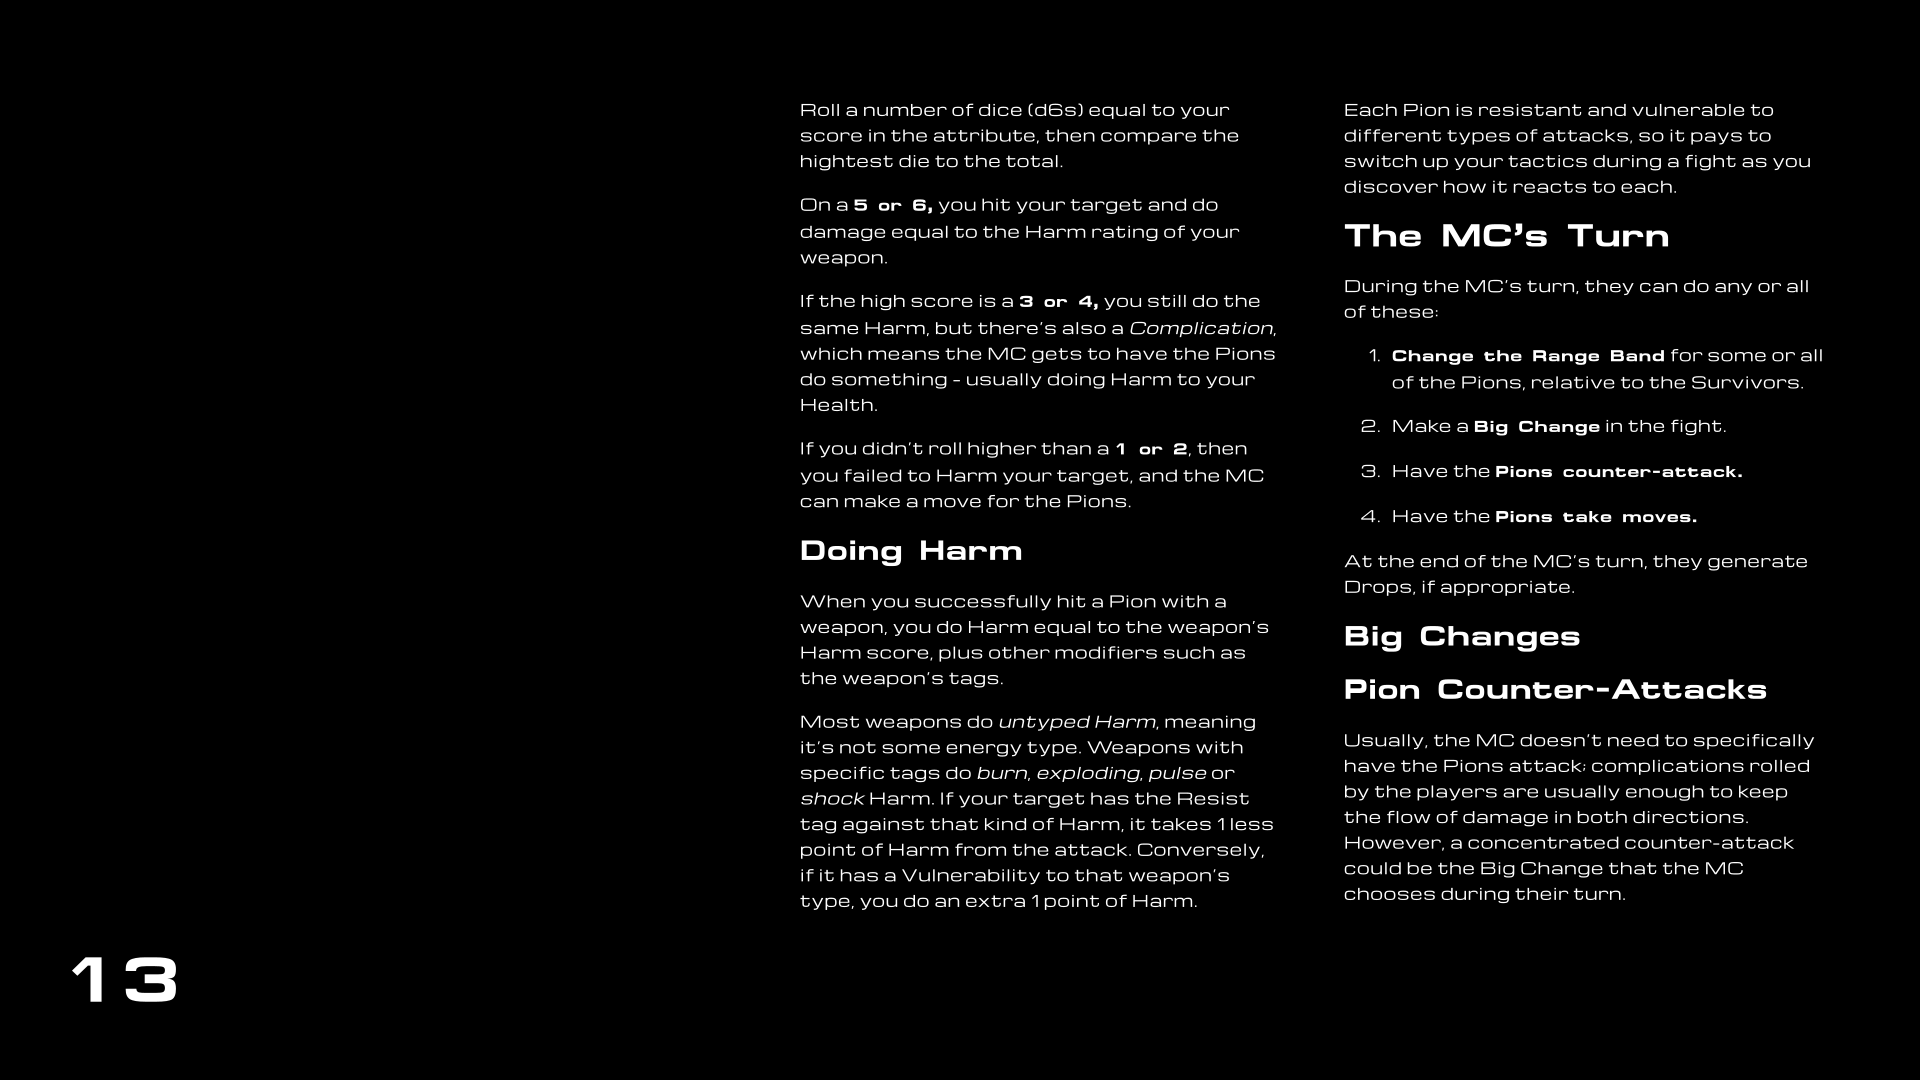 Roll a number of dice (d6s) equal to your
score in the attribute, then compare the
hightest die to the total.
On a 5 or 6, you hit your target and do
damage equal to the Harm rating of your
weapon.
If the high score is a 3 or 4, you still do the
same Harm, but there's also a Complication,
which means the MC gets to have the Pions
do something - usually doing Harm to your
Health.
If you didn't roll higher than a 1 or 2, then
you failed to Harm your target, and the MC
can make a move for the Pions.
Doing Harm
When you successfully hit a Pion with a
weapon, you do Harm equal to the weapon's
Harm score, plus other modifiers such as
the weapon's tags.
Most weapons do untyped Harm, meaning
it's not some energy type. Weapons with
specific tags do burn, exploding, pulse or
shock Harm. If your target has the Resist
tag against that kind of Harm, it takes 1 less
point of Harm from the attack. Conversely,
if it has a Vulnerability to that weapon's
type, you do an extra 1 point of Harm.
Each Pion is resistant and vulnerable to
different types of attacks, so it pays to
switch up your tactics during a fight as you
discover how it reacts to each.
The MC's Turn
During the MC's turn, they can do any or all
of these:
1. Change the Range Band for some or all
of the Pions, relative to the Survivors.
2. Make a Big Change in the fight.
3. Have the Pions counter-attack.
4. Have the Pions take moves.
At the end of the MC's turn, they generate
Drops, if appropriate.
Big Changes
Pion Counter-Attacks
Usually, the MC doesn't need to specifically
have the Pions attack; complications rolled
by the players are usually enough to keep
the flow of damage in both directions.
However, a concentrated counter-attack
could be the Big Change that the MC
chooses during their turn.
13